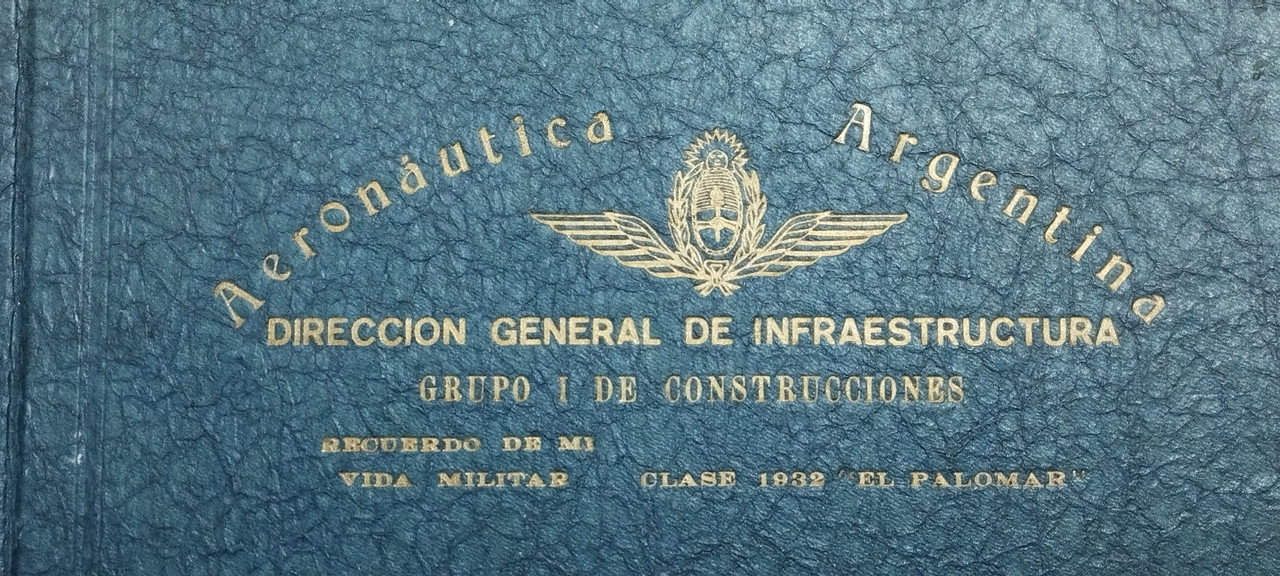 Aeronáutica Argentina
DIRECCION GENERAL DE INFRAESTRUCTURA
GRUPO I DE CONSTRUCCIONES
RECUERDO DE MI
VIDA MILITAR CLASE 1932 "EL PALOMAR"